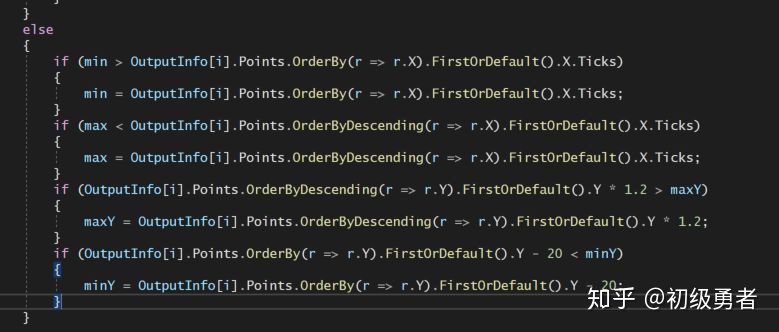 }
}
else
{
if (min > OutputInfo[i].Points.OrderBy(r => r.X).FirstOrDefault().X.Ticks)
{
min = OutputInfo[i].Points.OrderBy(r => r.X).FirstOrDefault().X.Ticks;
}
if (max < OutputInfo[i].Points.OrderByDescending(r => r.X).FirstOrDefault().X.Ticks)
{
max = OutputInfo[i].Points.OrderByDescending(r => r.X).FirstOrDefault().X.Ticks;
}
if (OutputInfo[i].Points.OrderByDescending(r => r.Y).FirstOrDefault().Y * 1.2 > maxY)
{
maxY = OutputInfo[i].Points.OrderByDescending(r => r.Y).FirstOrDefault().Y * 1.2;
}
if (OutputInfo[i].Points.OrderBy(r => r.Y).FirstOrDefault().Y - 20 < minY)
{
minY = OutputInfo[i].Points.OrderBy(r => r.Y).FirstOrDefault().Y - 20;
}
}
知乎 @初级勇者